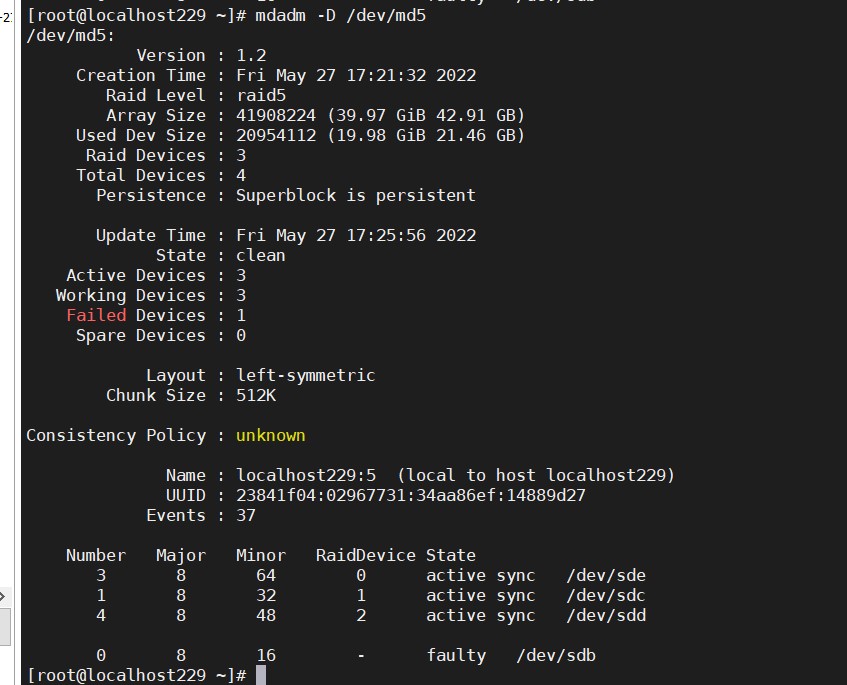 [root@localhost229 ~]# mdadm -D /dev/md5
/dev/md5:
Version : 1.2
Creation Time : Fri May 27 17:21:32 2022
Raid Level : raid5
Array Size : 41908224 (39.97 GiB 42.91 GB)
Used Dev Size : 20954112 (19.98 GiB 21.46 GB)
Raid Devices : 3
Total Devices : 4
Persistence : Superblock is persistent
Update Time : Fri May 27 17:25:56 2022
State : clean
Active Devices : 3
Working Devices : 3
Failed Devices : 1
Spare Devices : 0
Layout : left-symmetric
Chunk Size : 512K
Consistency Policy : unknown
Name : localhost229:5  (local to host localhost229)
UUID : 23841f04:02967731:34aa86ef:14889d27
Events : 37
Number   Major   Minor   RaidDevice State
3       8       64        0      active sync   /dev/sde
1       8       32        1      active sync   /dev/sdc
4       8       48        2      active sync   /dev/sdd
0       8       16        -      faulty   /dev/sdb
[root@localhost229 ~]#